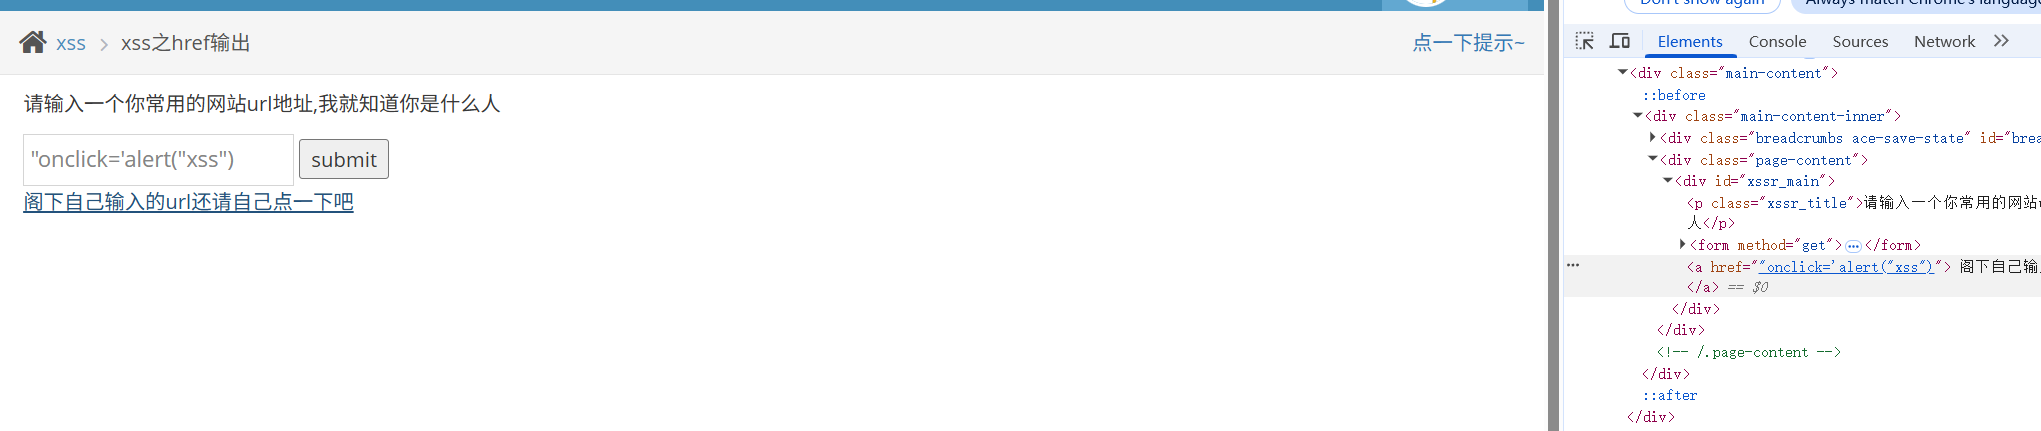 Don't show again
Always match Chrome's language
xss > xss之href输出
点一下提示~
请输入一个你常用的网站url地址,我就知道你是什么人
"onclick='alert("xss")
submit
阁下自己输入的url还请自己点一下吧
Elements Console Sources Network
<div class="main-content">
::before
<div class="main-content-inner">
<div class="breadcrumbs ace-save-state" id="brea
<div class="page-content">
<div id="xssr_main">
<p class="xssr_title">请输入一个你常用的网站u
人</p>
<form method="get">…</form>
<a href=""onclick='alert("xss")"> 阁下自己输
</a> == $0
</div>
</div>
<!-- /.page-content -->
</div>
::after
</div>